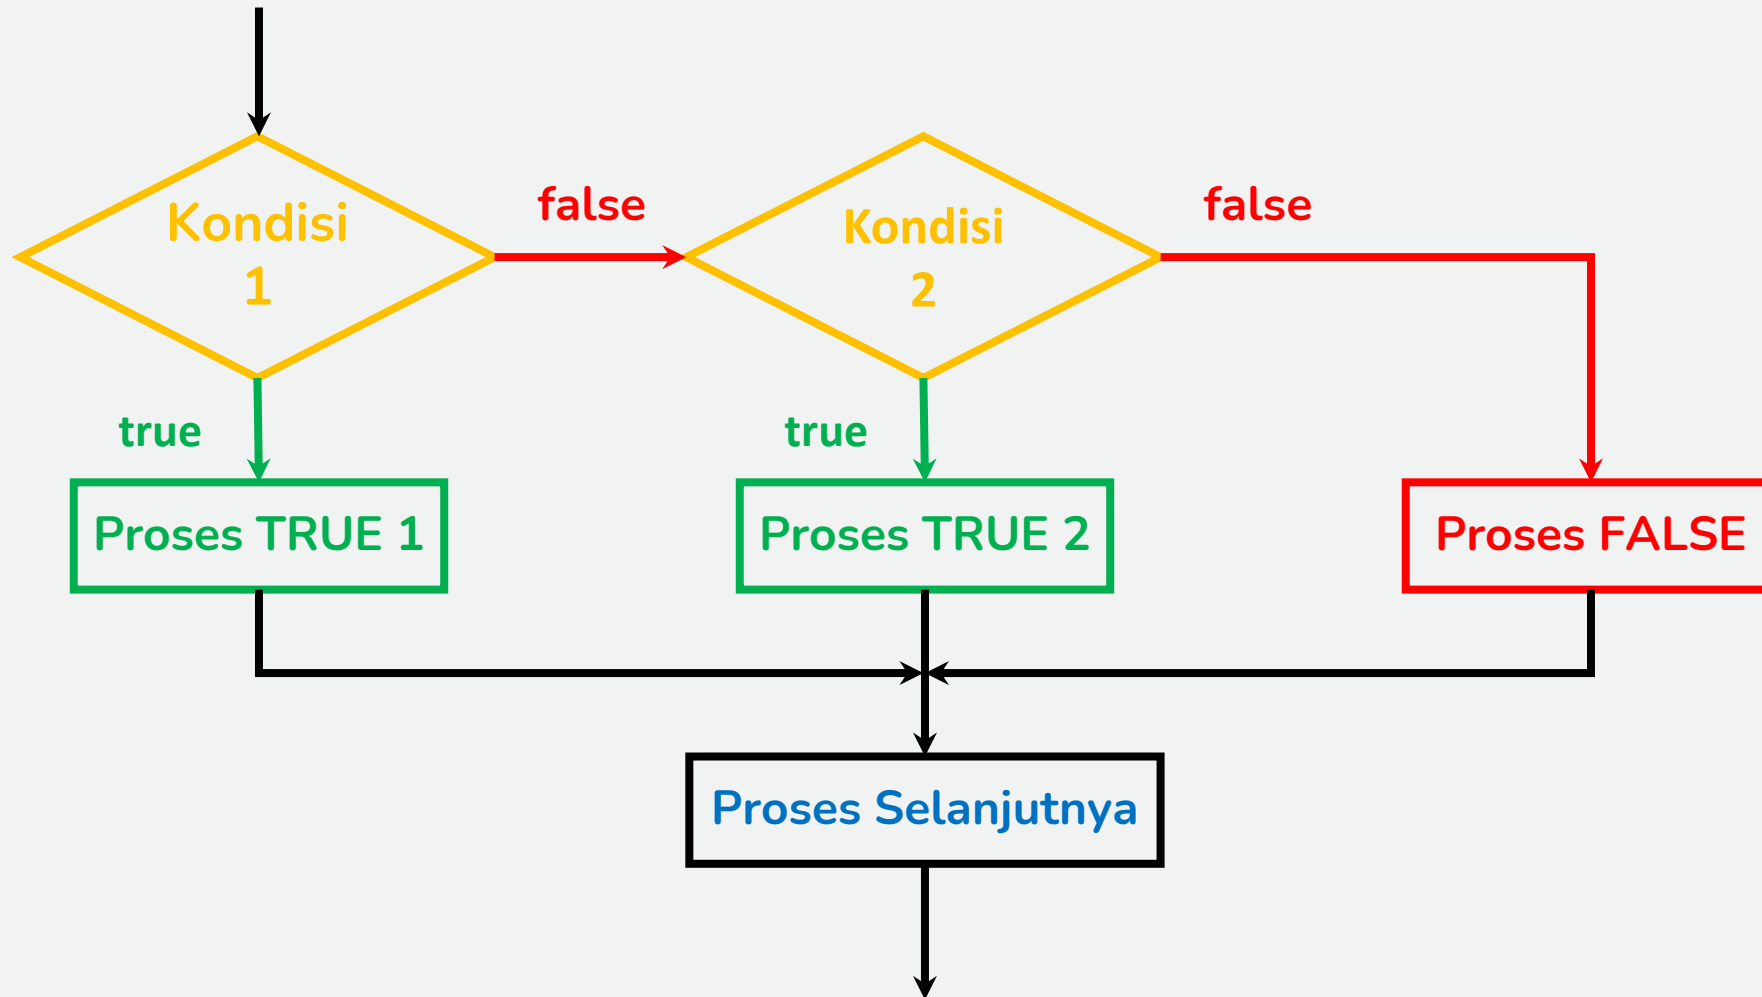 Kondisi
1
false
Kondisi
2
false
true
true
Proses TRUE 1
Proses TRUE 2
Proses FALSE
Proses Selanjutnya